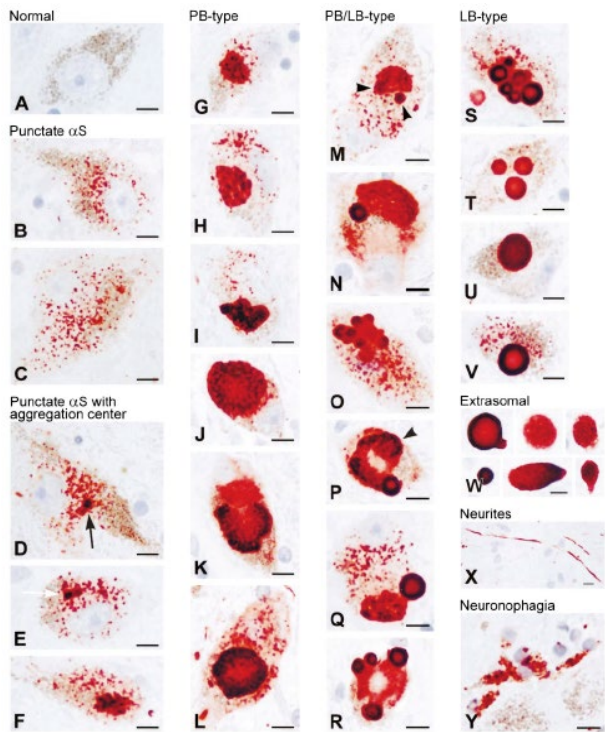 Normal
A
Punctate αS
B
C
Punctate αS with
aggregation center
D
E
F
PB-type
G
H
I
J
K
L
PB/LB-type
M
N
O
P
Q
R
LB-type
S
T
U
V
Extrasomal
W
Neurites
X
Neuronophagia
Y